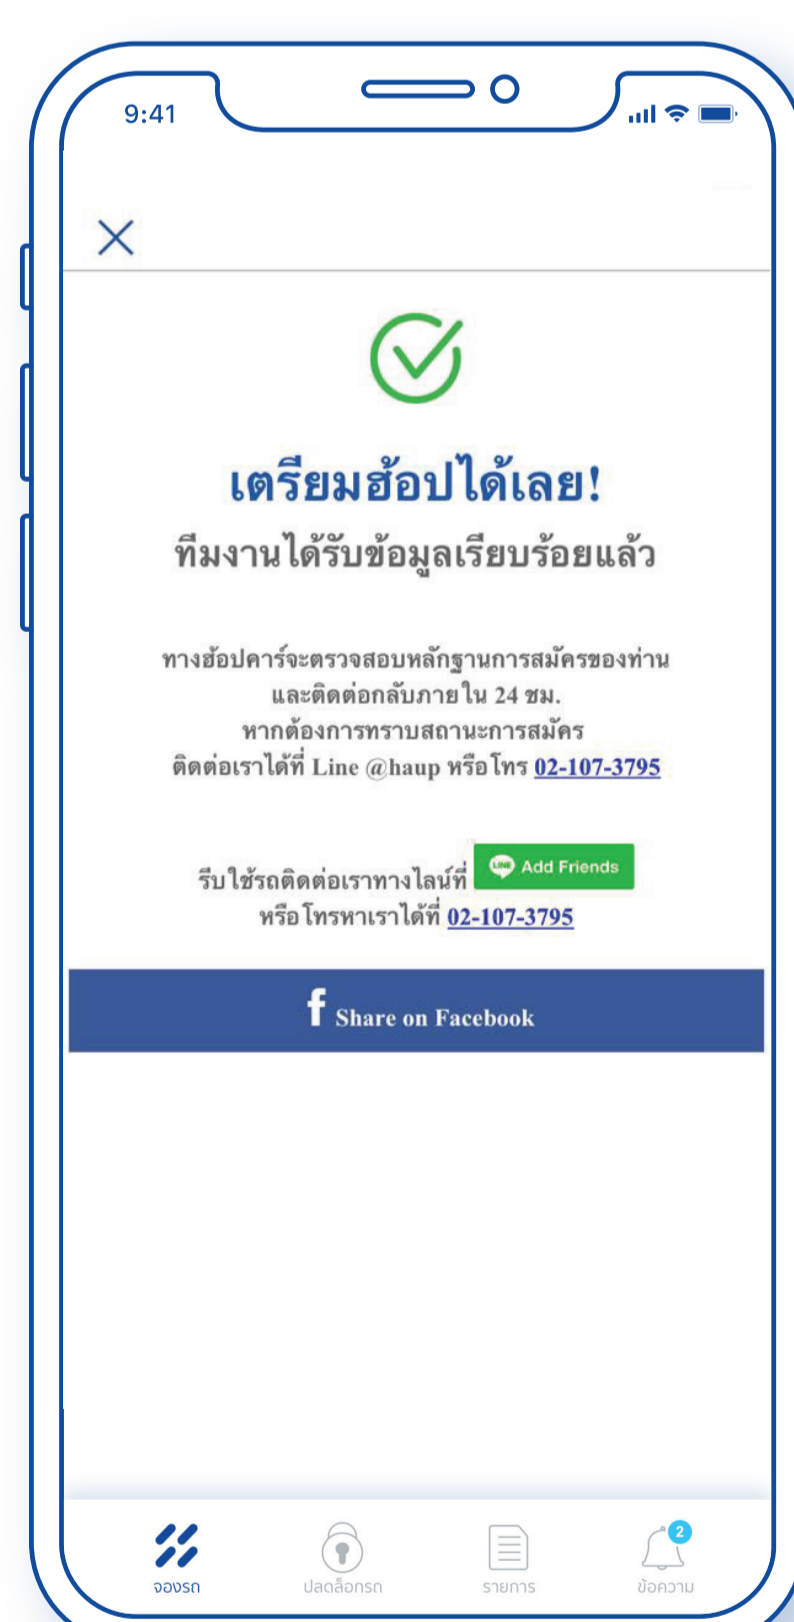 9:41
เตรียมฮ้อปได้เลย!
ทีมงานได้รับข้อมูลเรียบร้อยแล้ว
ทางฮ้อปคาร์จะตรวจสอบหลักฐานการสมัครของท่าน
และติดต่อกลับภายใน 24 ชม.
หากต้องการทราบสถานะการสมัคร
ติดต่อเราได้ที่ Line @haup หรือโทร 02-107-3795
รีบใช้รถติดต่อเราทางไลน์ที่ LINE Add Friends
หรือโทรหาเราได้ที่ 02-107-3795
f Share on Facebook
2
จองรถ ปลดล็อกรถ รายการ ข้อความ